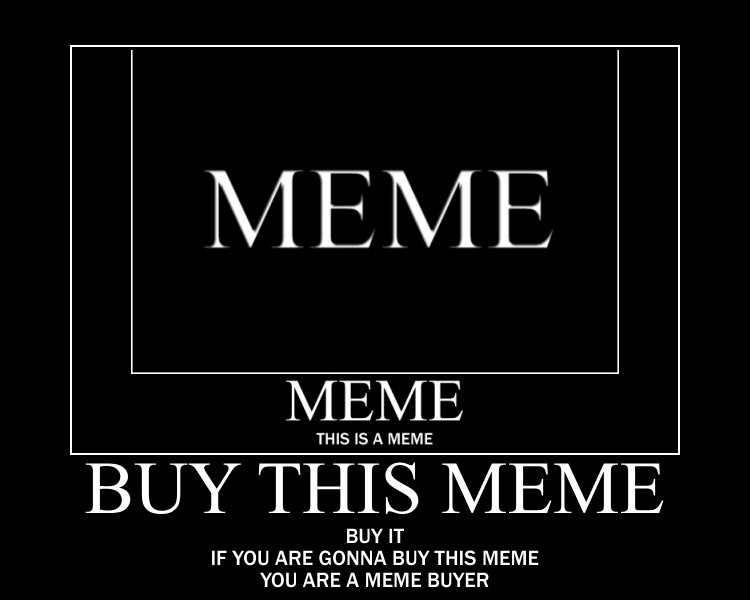 MEME
MEME
THIS IS A MEME
BUY THIS MEME
BUY IT
IF YOU ARE GONNA BUY THIS MEME
YOU ARE A MEME BUYER